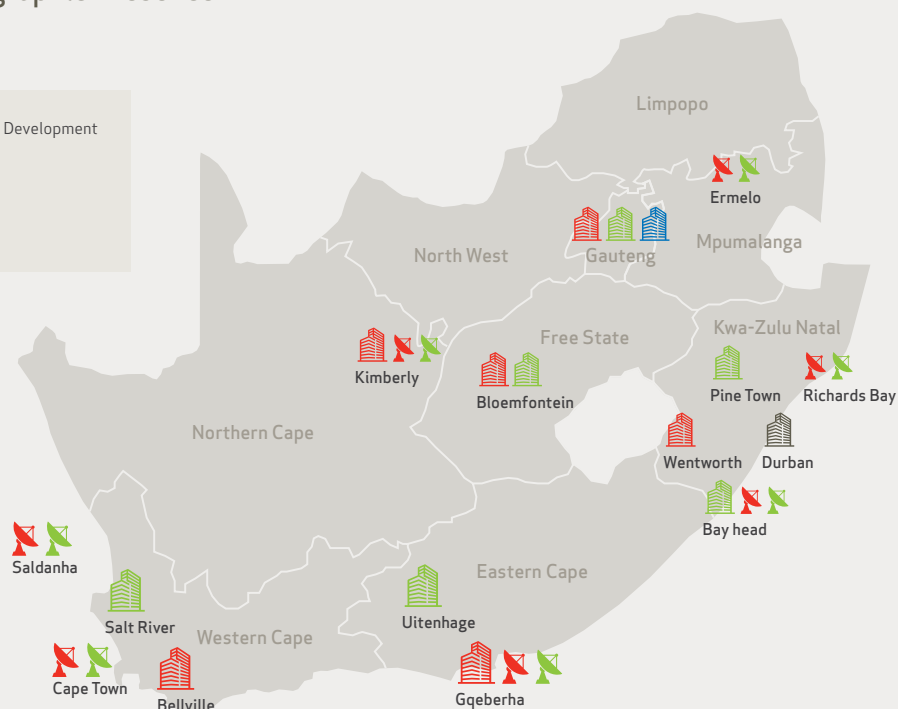 Development
Limpopo
Ermelo
Mpumalanga
North West
Gauteng
Free State
Kwa-Zulu Natal
Kimberly
Bloemfontein
Pine Town
Richards Bay
Northern Cape
Wentworth
Durban
Bay head
Saldanha
Eastern Cape
Uitenhage
Salt River
Western Cape
Cape Town
Bellville
Gqeberha